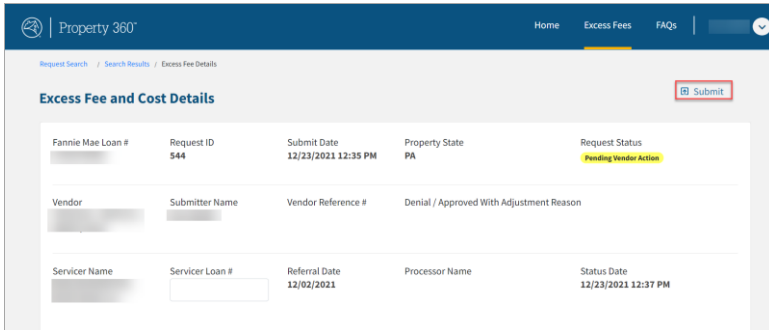 Property 360™
Home Excess Fees FAQs
Request Search / Search Results / Excess Fee Details
Excess Fee and Cost Details
Submit
Fannie Mae Loan # Request ID Submit Date Property State Request Status
544 12/23/2021 12:35 PM PA Pending Vendor Action
Vendor Submitter Name Vendor Reference # Denial / Approved With Adjustment Reason
Servicer Name Servicer Loan # Referral Date Processor Name Status Date
12/02/2021 12/23/2021 12:37 PM